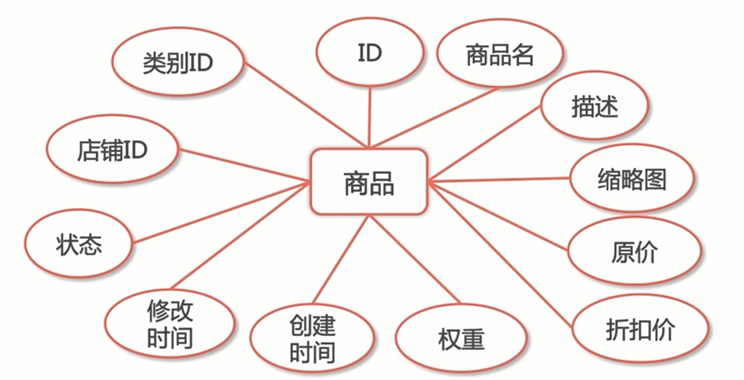 ID
商品名
类别ID
描述
店铺ID
商品
缩略图
状态
原价
修改
时间
创建
时间
权重
折扣价